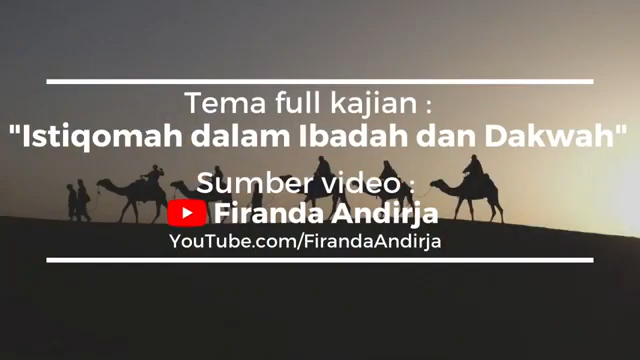 Tema full kajian :
"Istiqomah dalam Ibadah dan Dakwah"
Sumber video :
Firanda Andirja
YouTube.com/FirandaAndirja